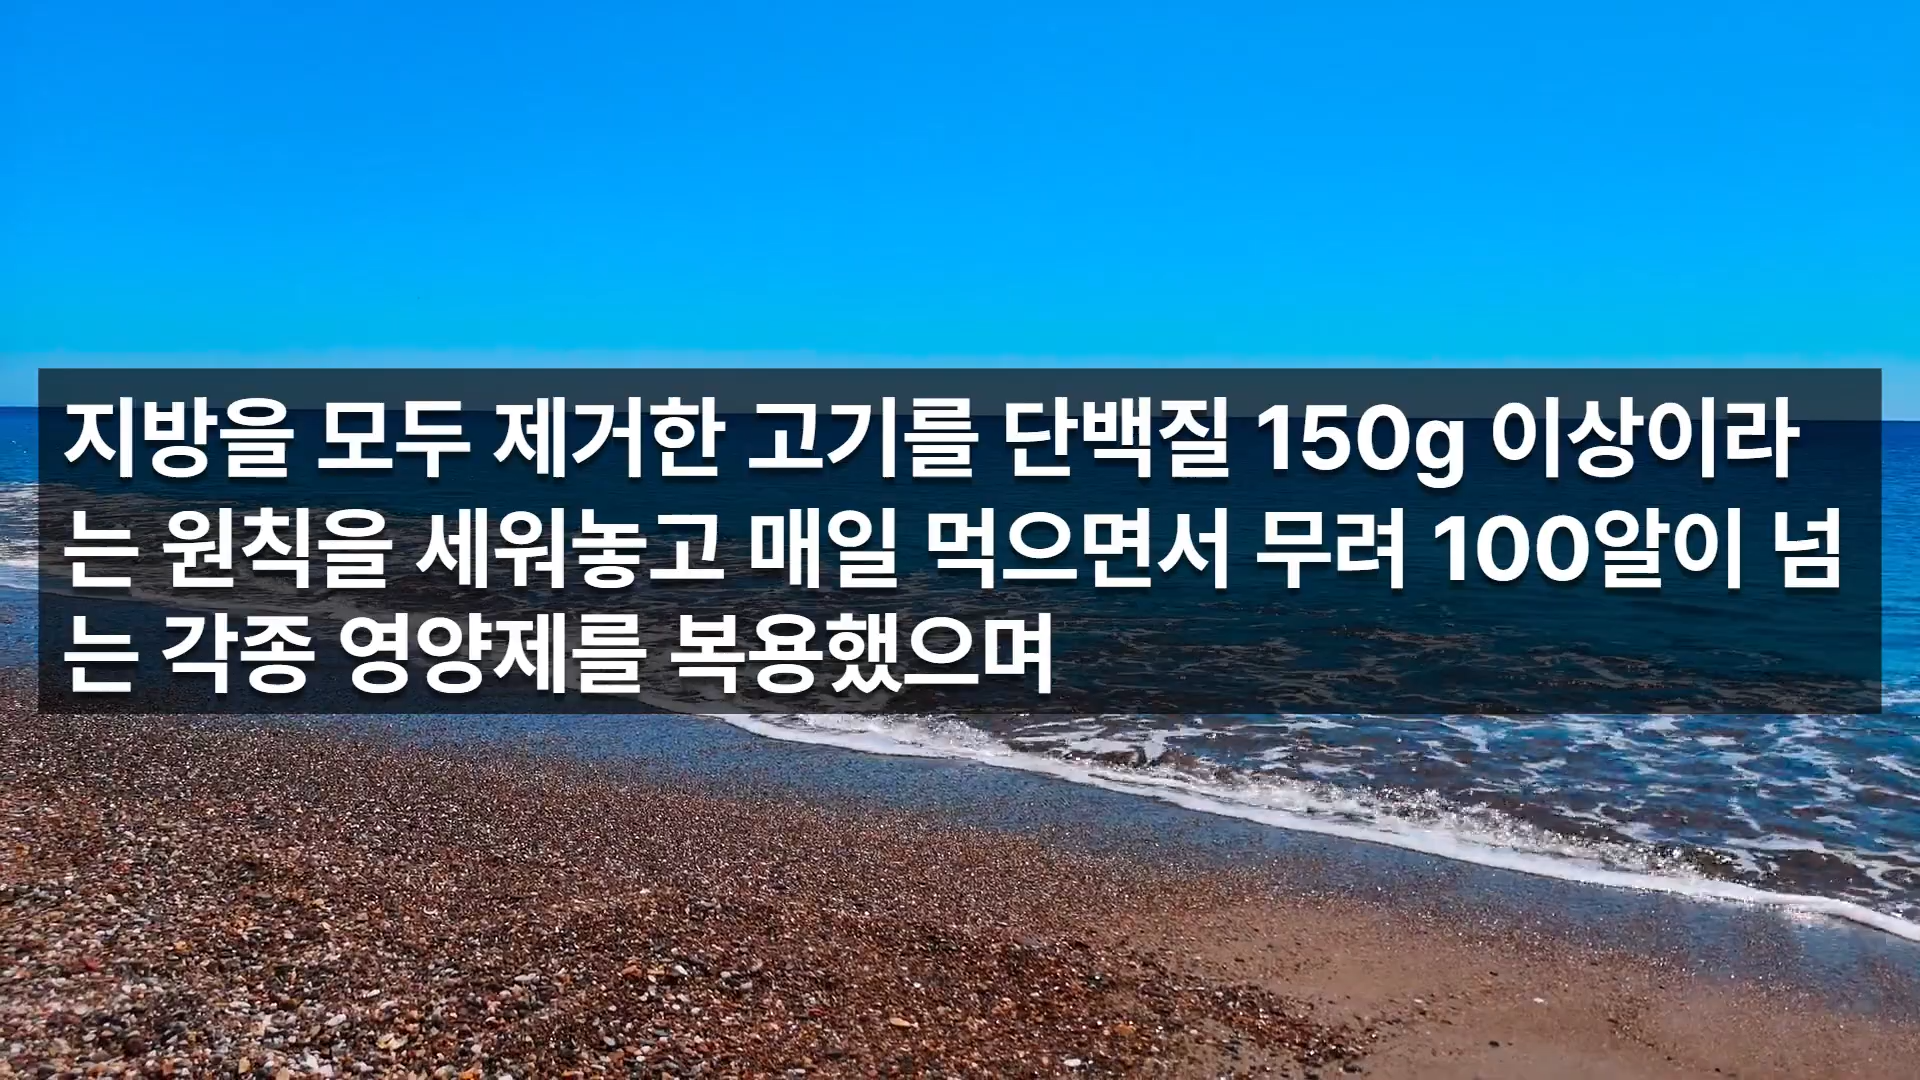 지방을 모두 제거한 고기를 단백질 150g 이상이라
는 원칙을 세워놓고 매일 먹으면서 무려 100알이 넘
는 각종 영양제를 복용했으며